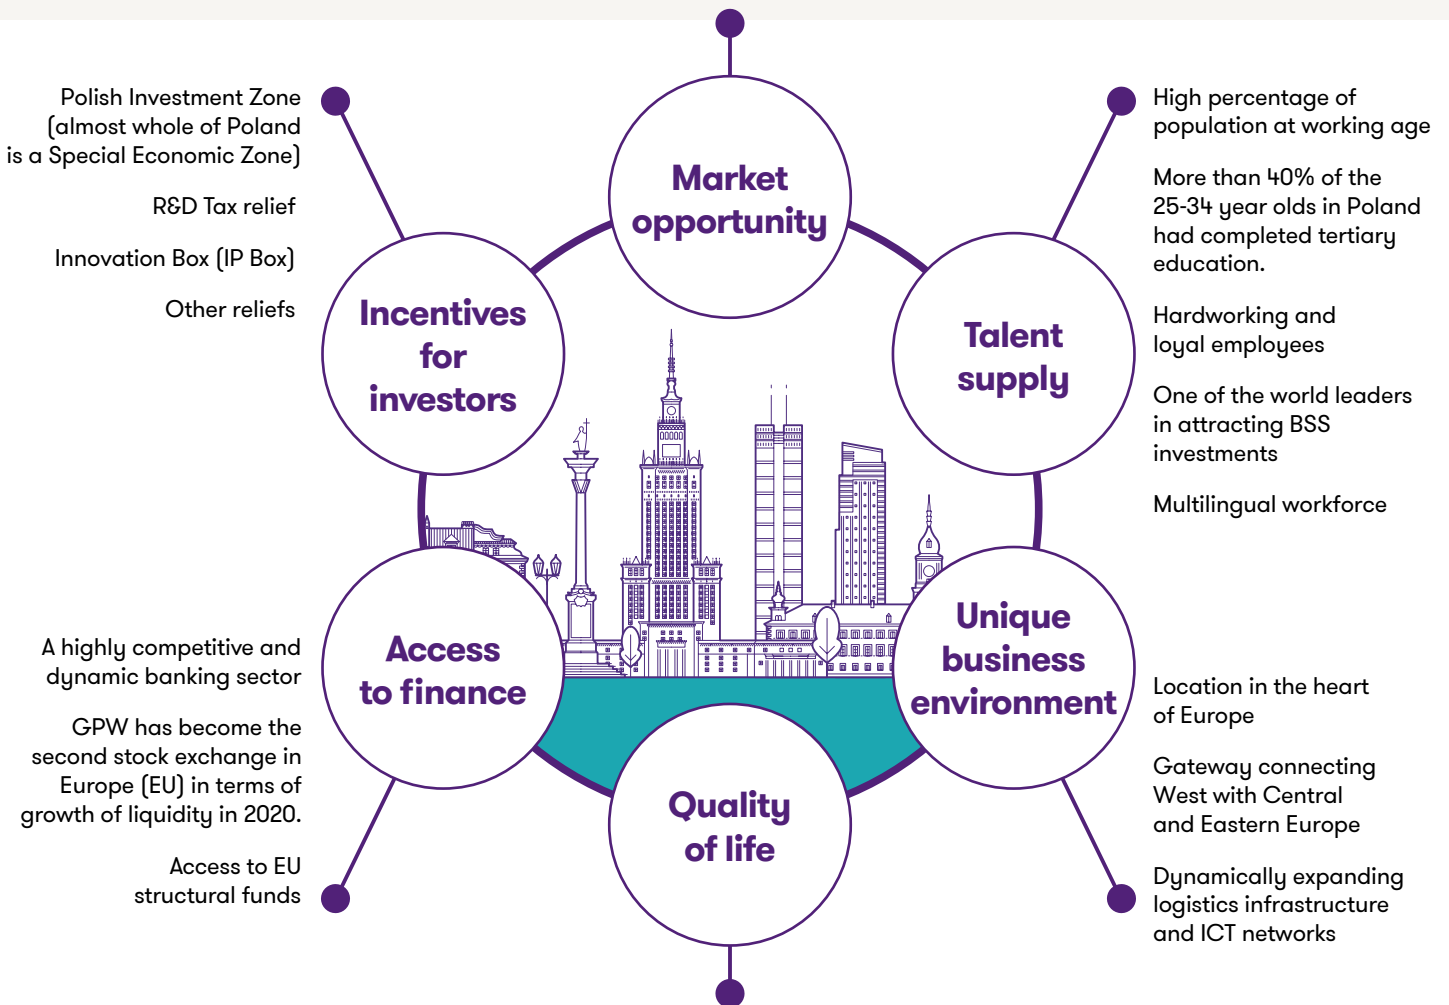 Market
opportunity
Polish Investment Zone
(almost whole of Poland
is a Special Economic Zone)
R&D Tax relief
Innovation Box (IP Box)
Other reliefs
Incentives
for
investors
High percentage of
population at working age
More than 40% of the
25-34 year olds in Poland
had completed tertiary
education.
Hardworking and
loyal employees
One of the world leaders
in attracting BSS
investments
Multilingual workforce
Talent
supply
A highly competitive and
dynamic banking sector
GPW has become the
second stock exchange in
Europe (EU) in terms of
growth of liquidity in 2020.
Access to EU
structural funds
Access
to finance
Unique
business
environment
Location in the heart
of Europe
Gateway connecting
West with Central
and Eastern Europe
Dynamically expanding
logistics infrastructure
and ICT networks
Quality
of life